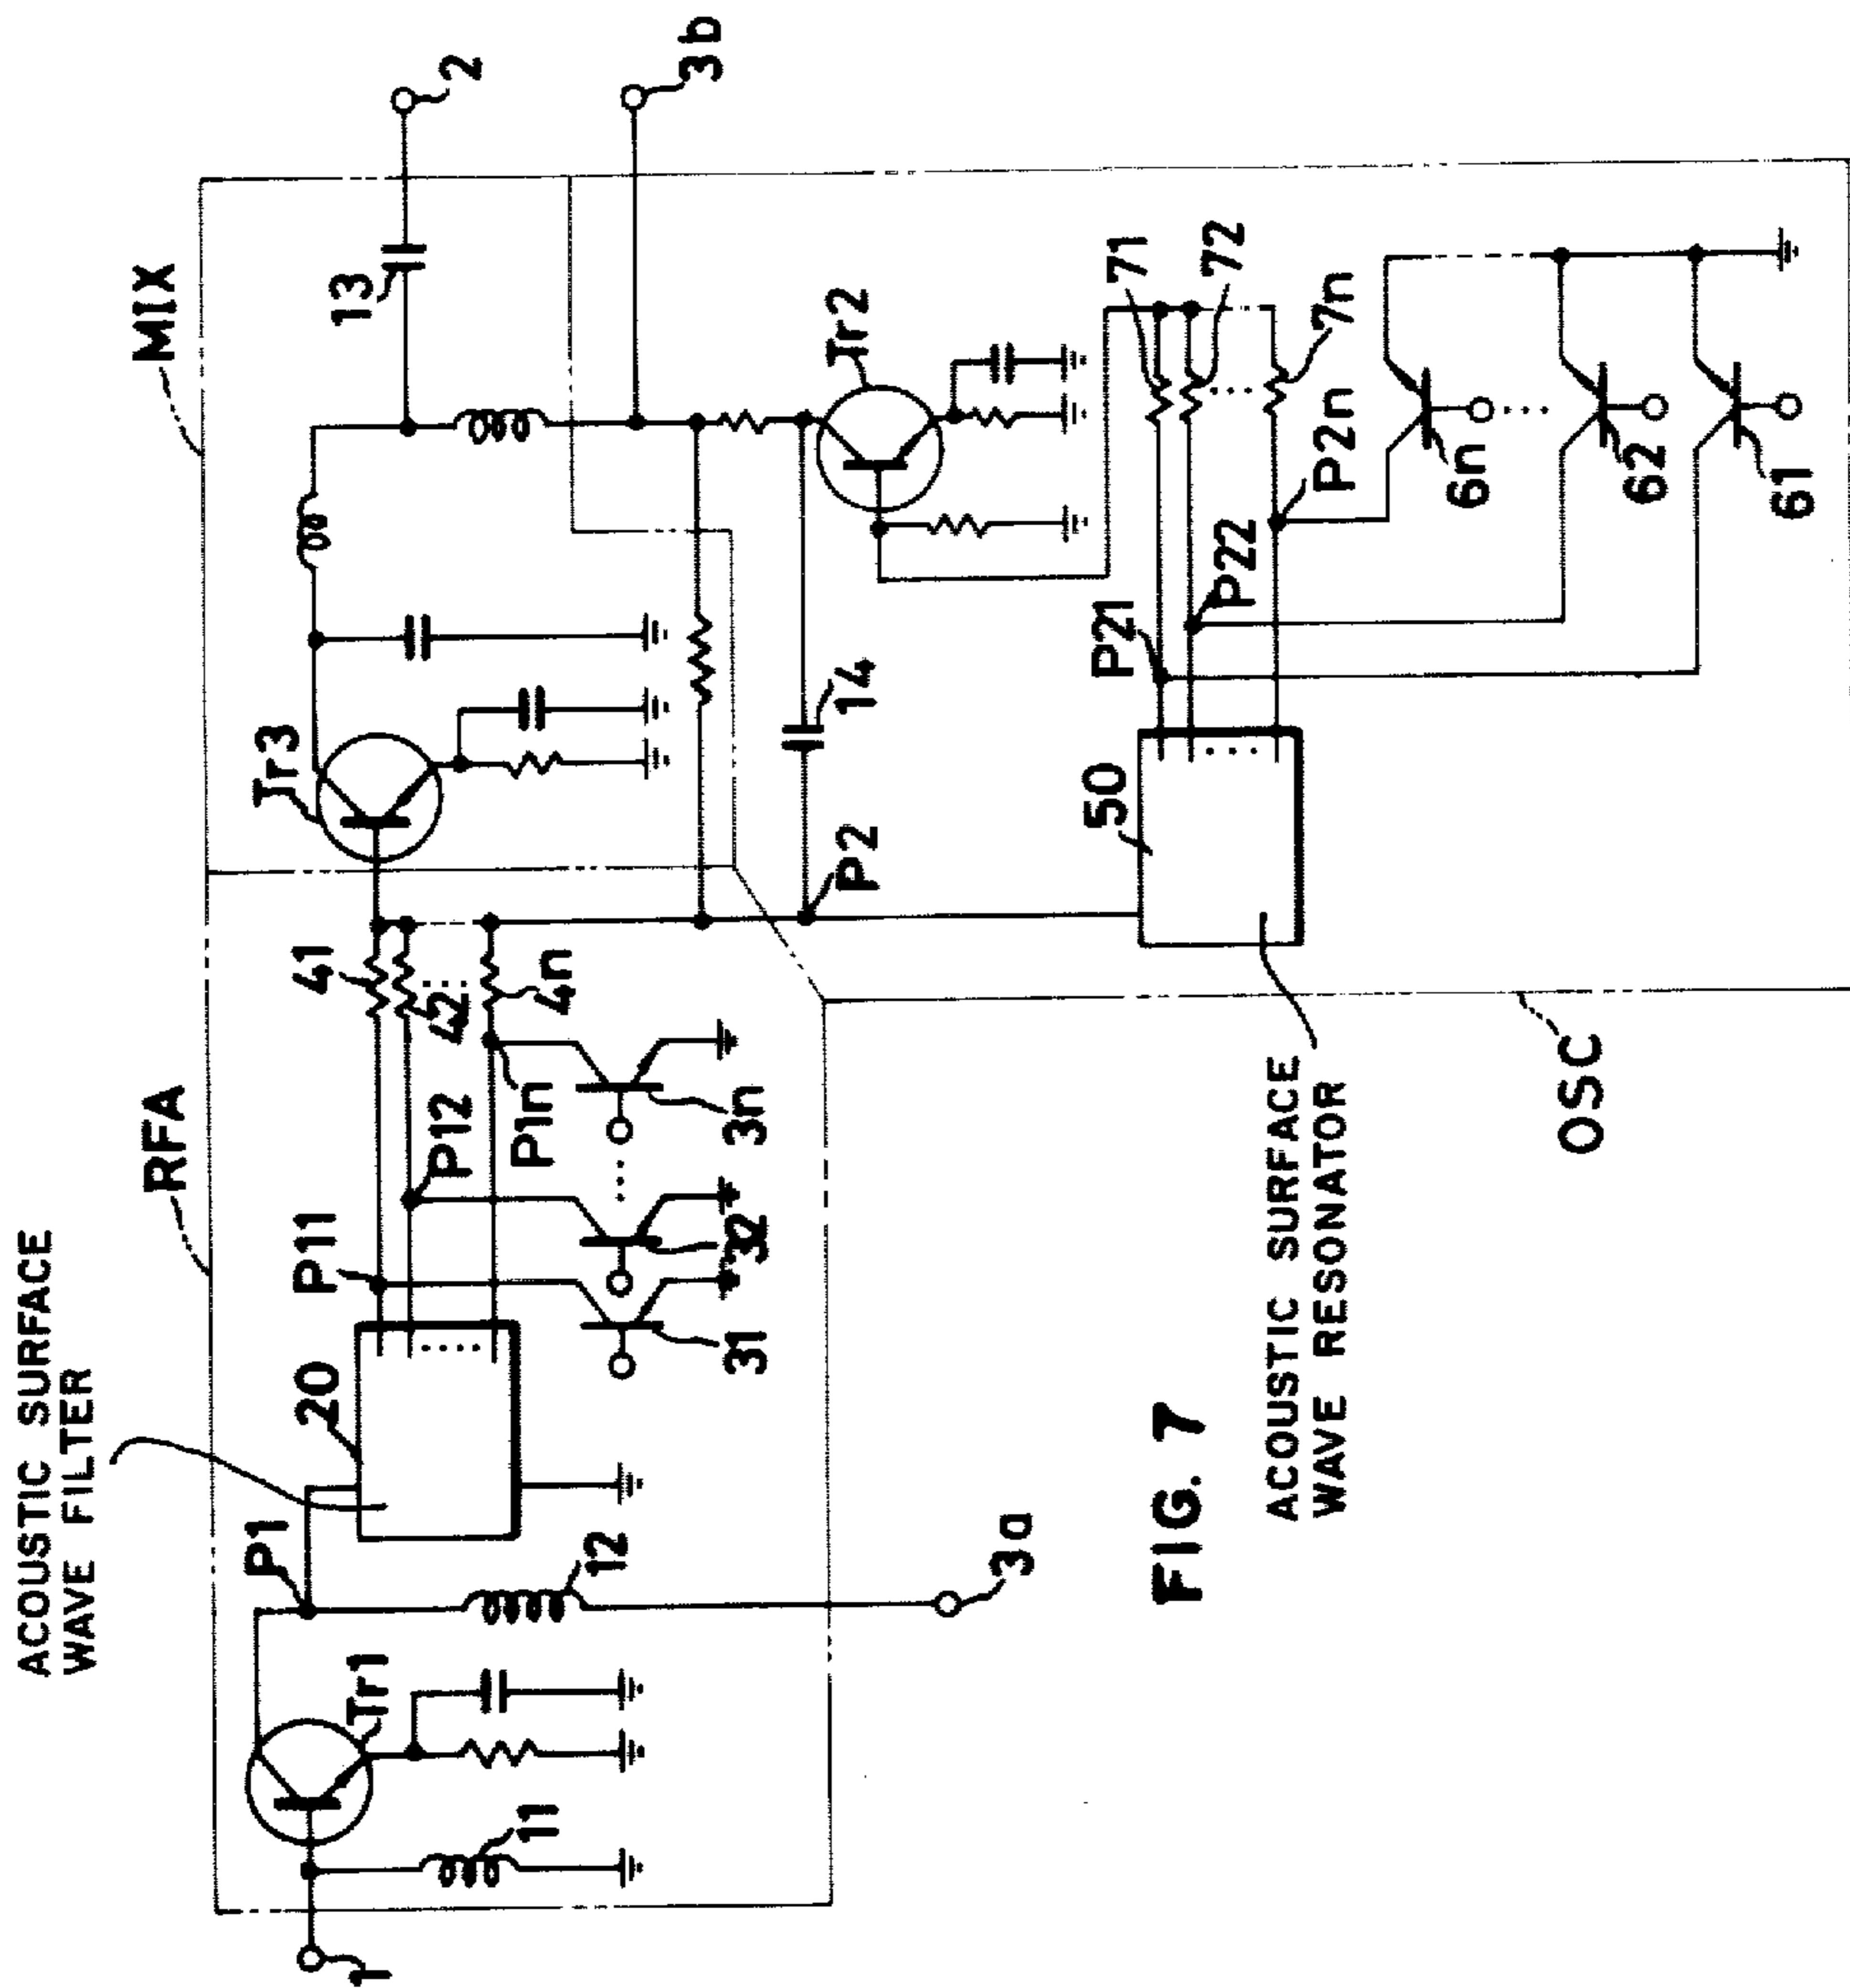 ACOUSTIC SURFACE
WAVE FILTER
RFA
MIX
P1
20
P11
P12
P1n
41
42
4n
Tr1
Tr3
13
2
3b
1
11
12
3a
31
32
3n
P2
14
Tr2
50
P21
P22
P2n
71
72
7n
6n
62
61
OSC
FIG. 7
ACOUSTIC SURFACE
WAVE RESONATOR